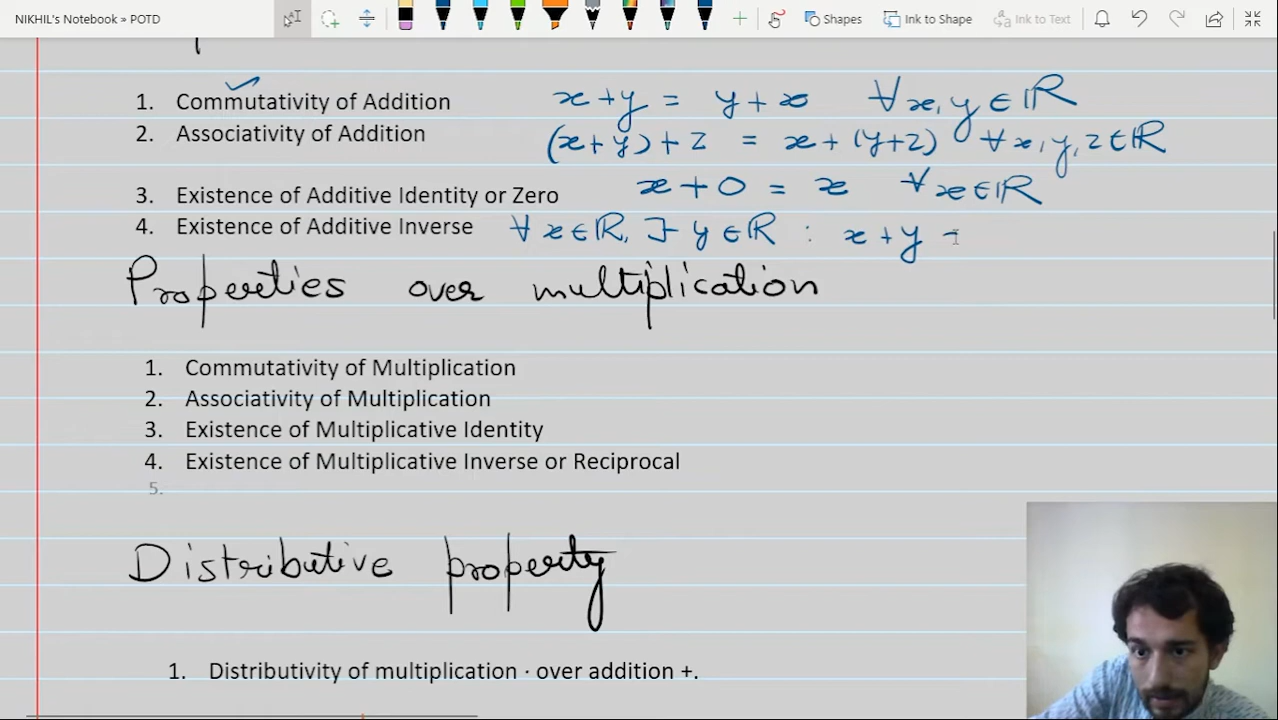 NIKHIL's Notebook » POTD
Shapes
Ink to Shape
Ink to Text
1. Commutativity of Addition x+y = y+x ∀x,y∈ℝ
2. Associativity of Addition (x+y)+z = x+(y+z) ∀x,y,z∈ℝ
3. Existence of Additive Identity or Zero x+0 = x ∀x∈ℝ
4. Existence of Additive Inverse ∀x∈ℝ, ∃ y∈ℝ : x+y -
Properties over multiplication
1. Commutativity of Multiplication
2. Associativity of Multiplication
3. Existence of Multiplicative Identity
4. Existence of Multiplicative Inverse or Reciprocal
5.
Distributive property
1. Distributivity of multiplication · over addition +.